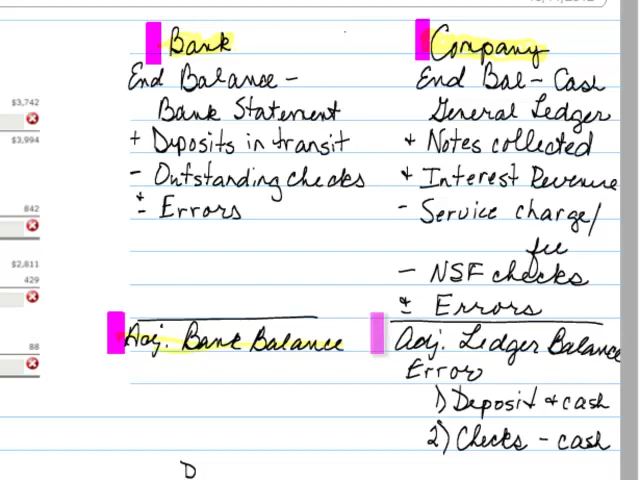 $3,742
$3,994
842
$2,811
429
88
Bank
End Balance -
Bank Statement
+ Deposits in transit
- Outstanding checks
± Errors
Adj. Bank Balance
D
Company
End Bal - Cash
General Ledger
+ Notes collected
+ Interest Revenue
- Service charge/
fee
- NSF checks
± Errors
Adj. Ledger Balance
Error
1) Deposit + cash
2) Checks - cash